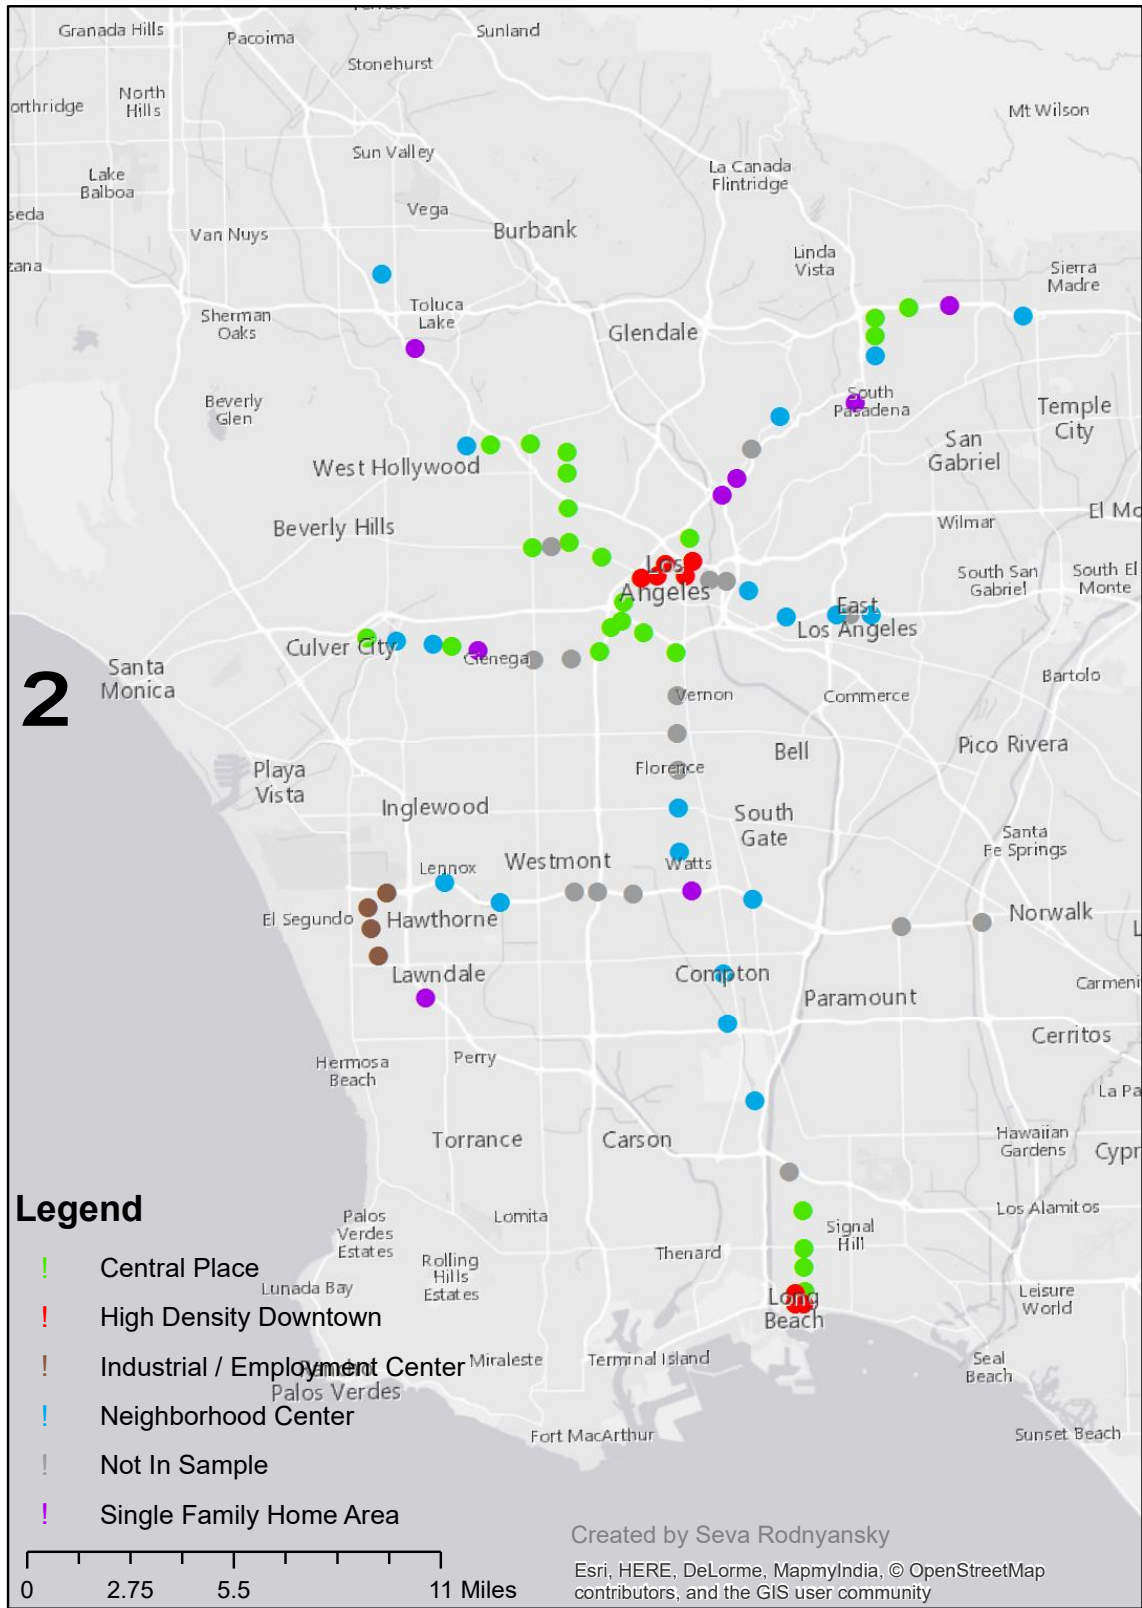 Granada Hills
Pacoima
Sunland
Stonehurst
orthridge
North
Hills
Mt Wilson
Sun Valley
Lake
Balboa
La Canada
Flintridge
seda
Vega
Van Nuys
Burbank
zana
Linda
Vista
Sierra
Madre
Sherman
Oaks
Toluca
Lake
Glendale
Beverly
Glen
South
Pasadena
Temple
City
San
Gabriel
West Hollywood
Beverly Hills
El Mo
Wilmar
Los
Angeles
South San
Gabriel
South El
Monte
East
Los Angeles
Culver City
Cienega
Santa
Monica
2
Vernon
Commerce
Bartolo
Bell
Pico Rivera
Playa
Vista
Florence
Inglewood
South
Gate
Santa
Fe Springs
Lennox
Westmont
Watts
El Segundo
Hawthorne
Norwalk
L
Lawndale
Compton
Paramount
Carmeni
Cerritos
Hermosa
Beach
Perry
La Pa
Torrance
Carson
Hawaiian
Gardens
Cypr
Legend
Palos
Verdes
Estates
Lomita
Signal
Hill
Los Alamitos
Central Place
Rolling
Hills
Estates
Thenard
Lunada Bay
Long
Beach
Leisure
World
High Density Downtown
Industrial / Employment Center
Miraleste
Terminal Island
Seal
Beach
Palos Verdes
Neighborhood Center
Fort MacArthur
Sunset Beach
Not In Sample
Single Family Home Area
Created by Seva Rodnyansky
0 2.75 5.5 11 Miles
Esri, HERE, DeLorme, MapmyIndia, © OpenStreetMap
contributors, and the GIS user community